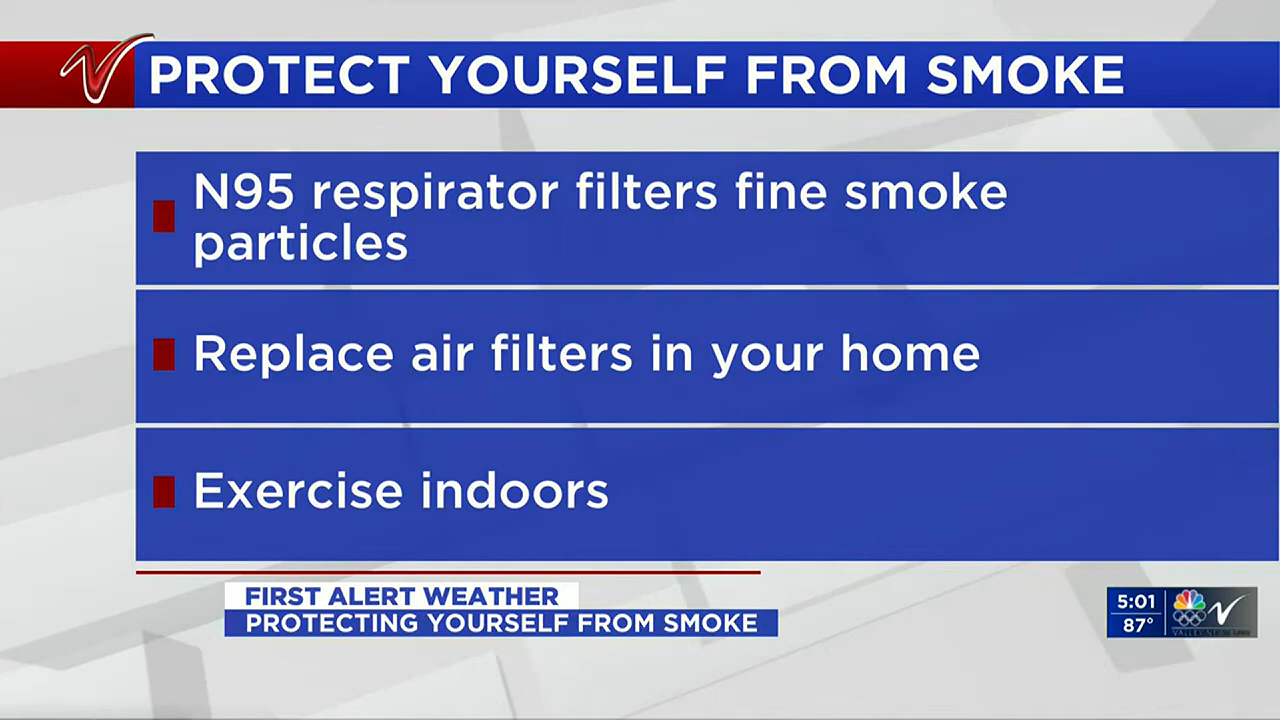 PROTECT YOURSELF FROM SMOKE
N95 respirator filters fine smoke
particles
Replace air filters in your home
Exercise indoors
FIRST ALERT WEATHER
PROTECTING YOURSELF FROM SMOKE
5:01
87°